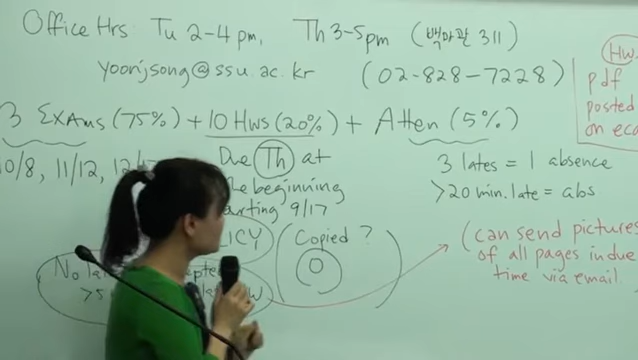 Office Hrs Tu 2-4 pm, Th 3-5pm (백마관 311)
yoonjsong@ssu.ac.kr (02-828-7228)
Hw
pdf
posted
on
3 Exams (75%) + 10 Hws (20%) + Atten (5%)
10/8, 11/12,
Due Th at
beginning
9/17
3 lates = 1 absence
>20 min. late = abs
Copied?
0
No
(can send pictures
of all pages in due
time via email